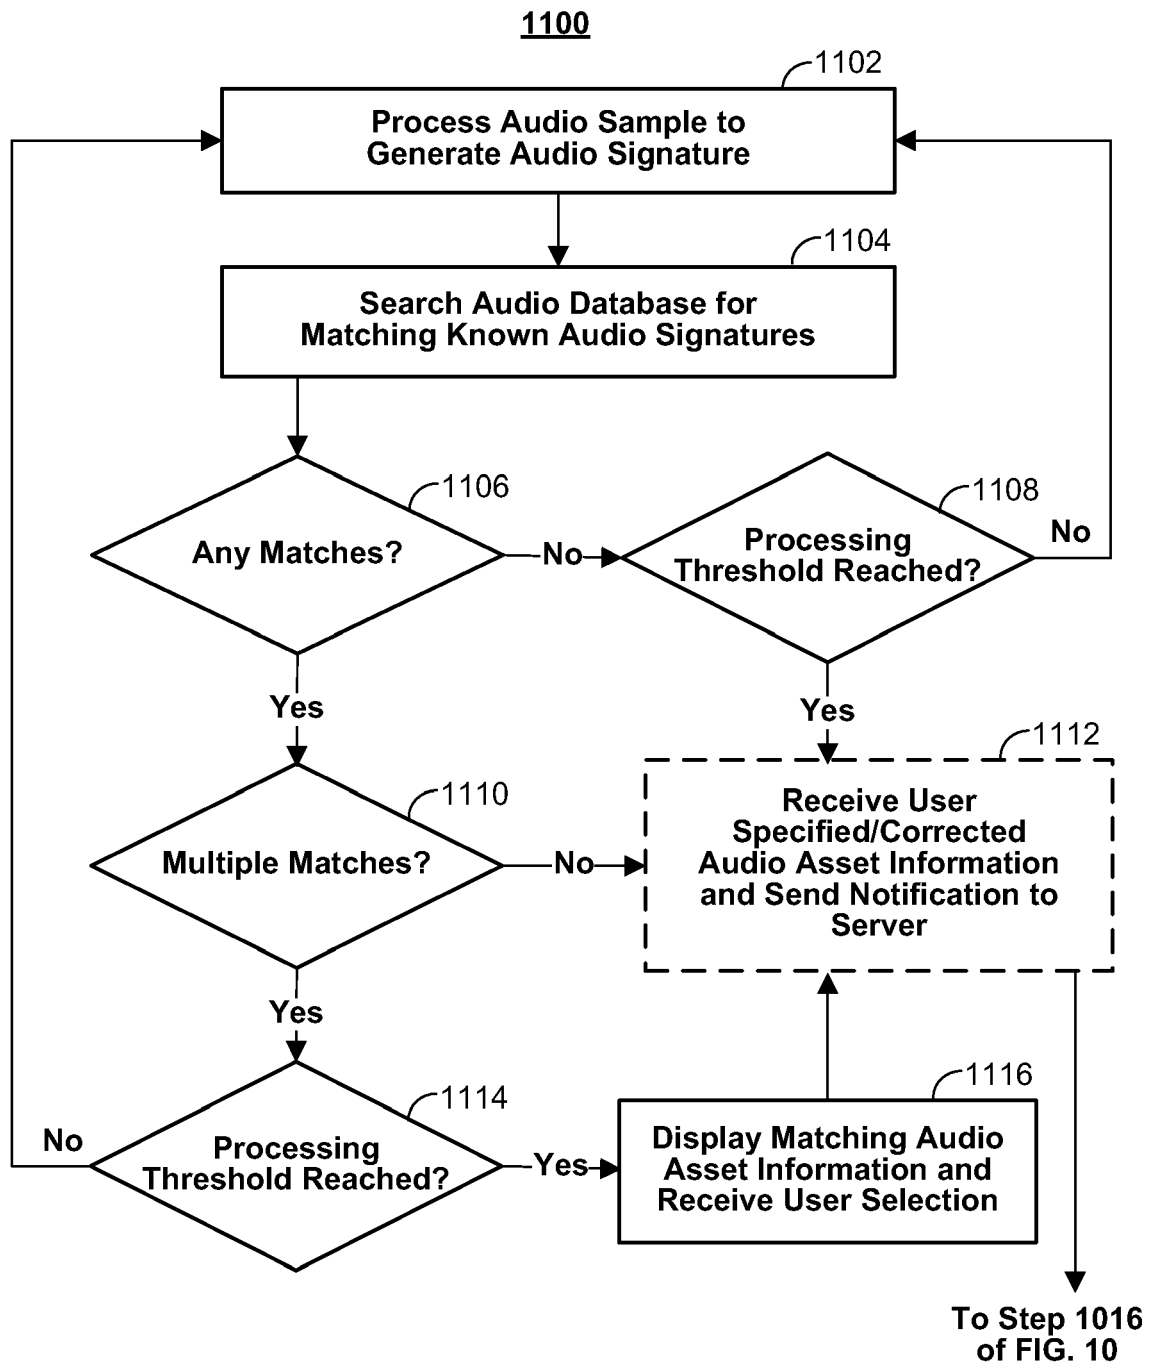 1100
1102
Process Audio Sample to
Generate Audio Signature
1104
Search Audio Database for
Matching Known Audio Signatures
1106
Any Matches?
No
1108
Processing
Threshold Reached?
No
Yes
Yes
1110
Multiple Matches?
No
1112
Receive User
Specified/Corrected
Audio Asset Information
and Send Notification to
Server
Yes
1114
Processing
Threshold Reached?
No
Yes
1116
Display Matching Audio
Asset Information and
Receive User Selection
To Step 1016
of FIG. 10